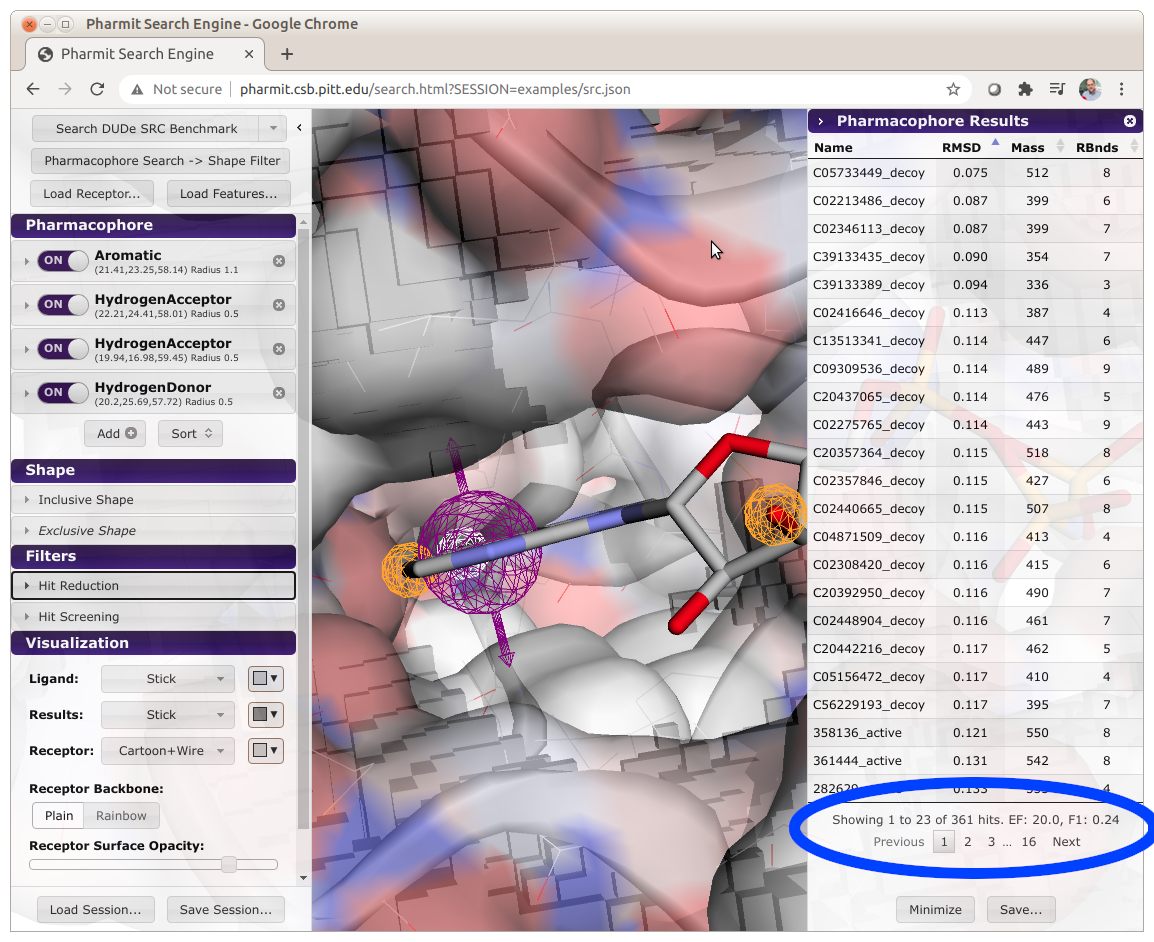 Pharmit Search Engine - Google Chrome
Pharmit Search Engine
Not secure
pharmit.csb.pitt.edu/search.html?SESSION=examples/src.json
Search DUDe SRC Benchmark
Pharmacophore Search -> Shape Filter
Load Receptor... Load Features...
Pharmacophore
ON Aromatic
(21.41,23.25,58.14) Radius 1.1
ON HydrogenAcceptor
(22.21,24.41,58.01) Radius 0.5
ON HydrogenAcceptor
(19.94,16.98,59.45) Radius 0.5
ON HydrogenDonor
(20.2,25.69,57.72) Radius 0.5
Add Sort
Shape
Inclusive Shape
Exclusive Shape
Filters
Hit Reduction
Hit Screening
Visualization
Ligand: Stick
Results: Stick
Receptor: Cartoon+Wire
Receptor Backbone:
Plain Rainbow
Receptor Surface Opacity:
Load Session... Save Session...
Pharmacophore Results
Name RMSD Mass RBnds
C05733449_decoy 0.075 512 8
C02213486_decoy 0.087 399 6
C02346113_decoy 0.087 399 7
C39133435_decoy 0.090 354 7
C39133389_decoy 0.094 336 3
C02416646_decoy 0.113 387 4
C13513341_decoy 0.114 447 6
C09309536_decoy 0.114 489 9
C20437065_decoy 0.114 476 5
C02275765_decoy 0.114 443 9
C20357364_decoy 0.115 518 8
C02357846_decoy 0.115 427 6
C02440665_decoy 0.115 507 8
C04871509_decoy 0.116 413 4
C02308420_decoy 0.116 415 6
C20392950_decoy 0.116 490 7
C02448904_decoy 0.116 461 7
C20442216_decoy 0.117 462 5
C05156472_decoy 0.117 410 4
C56229193_decoy 0.117 395 7
358136_active 0.121 550 8
361444_active 0.131 542 8
0.133 4
Showing 1 to 23 of 361 hits. EF: 20.0, F1: 0.24
Previous 1 2 3 ... 16 Next
Minimize Save...